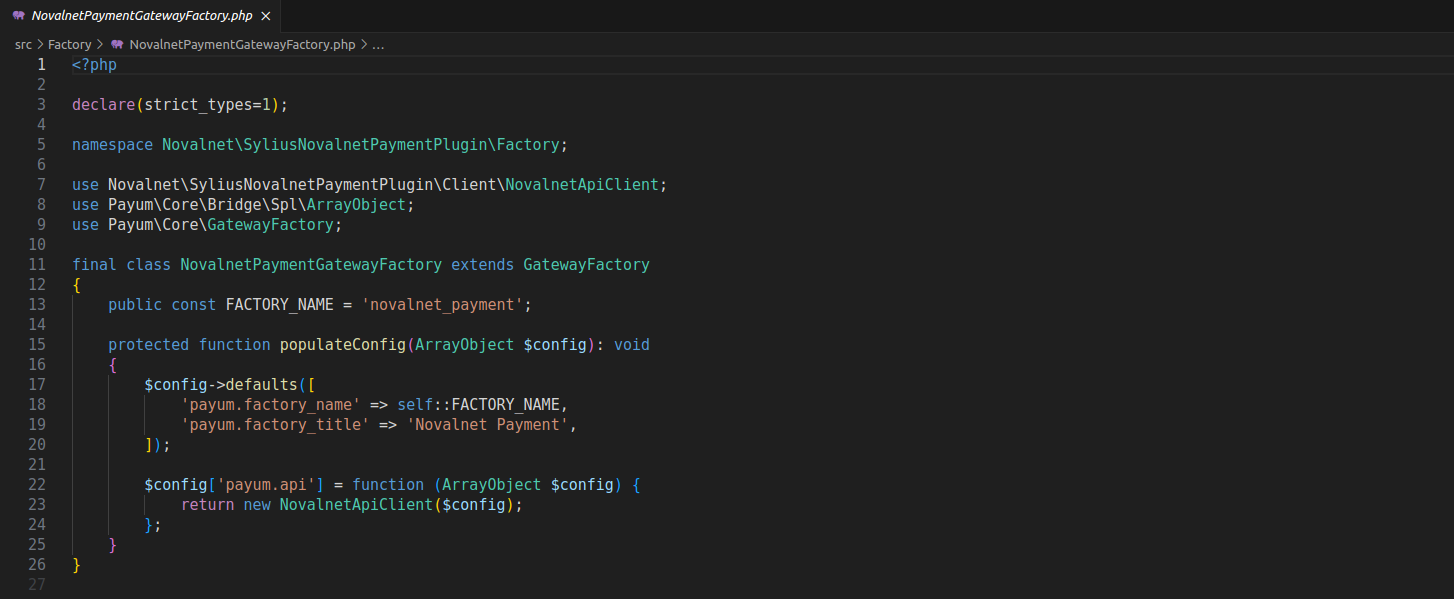 NovalnetPaymentGatewayFactory.php ×
src > Factory > NovalnetPaymentGatewayFactory.php > ...
1 <?php
2
3 declare(strict_types=1);
4
5 namespace Novalnet\SyliusNovalnetPaymentPlugin\Factory;
6
7 use Novalnet\SyliusNovalnetPaymentPlugin\Client\NovalnetApiClient;
8 use Payum\Core\Bridge\Spl\ArrayObject;
9 use Payum\Core\GatewayFactory;
10
11 final class NovalnetPaymentGatewayFactory extends GatewayFactory
12 {
13     public const FACTORY_NAME = 'novalnet_payment';
14
15     protected function populateConfig(ArrayObject $config): void
16     {
17         $config->defaults([
18             'payum.factory_name' => self::FACTORY_NAME,
19             'payum.factory_title' => 'Novalnet Payment',
20         ]);
21
22         $config['payum.api'] = function (ArrayObject $config) {
23             return new NovalnetApiClient($config);
24         };
25     }
26 }
27